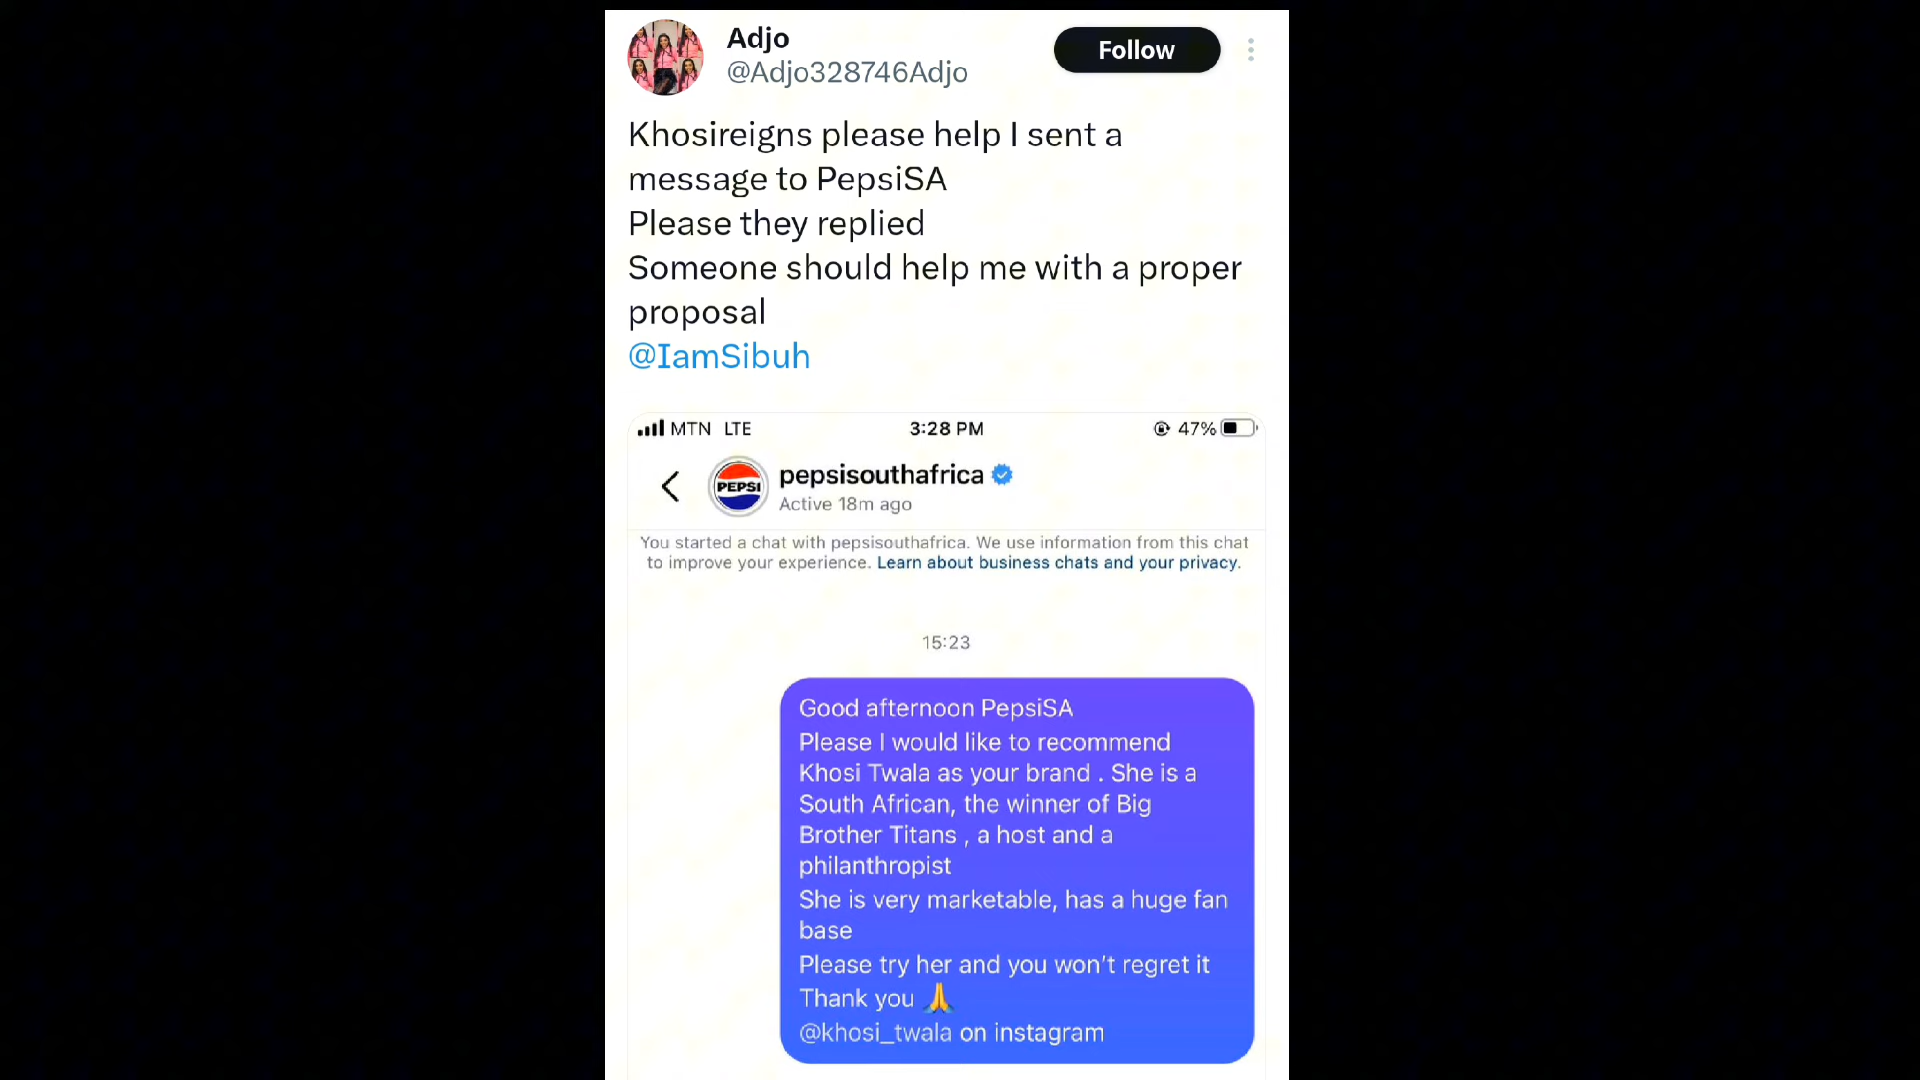 Adjo
@Adjo328746Adjo
Follow
Khosireigns please help I sent a
message to PepsiSA
Please they replied
Someone should help me with a proper
proposal
@IamSibuh
MTN LTE
3:28 PM
47%
PEPSI
pepsisouthafrica
Active 18m ago
You started a chat with pepsisouthafrica. We use information from this chat
to improve your experience. Learn about business chats and your privacy.
15:23
Good afternoon PepsiSA
Please I would like to recommend
Khosi Twala as your brand . She is a
South African, the winner of Big
Brother Titans , a host and a
philanthropist
She is very marketable, has a huge fan
base
Please try her and you won't regret it
Thank you 🙏
@khosi_twala on instagram